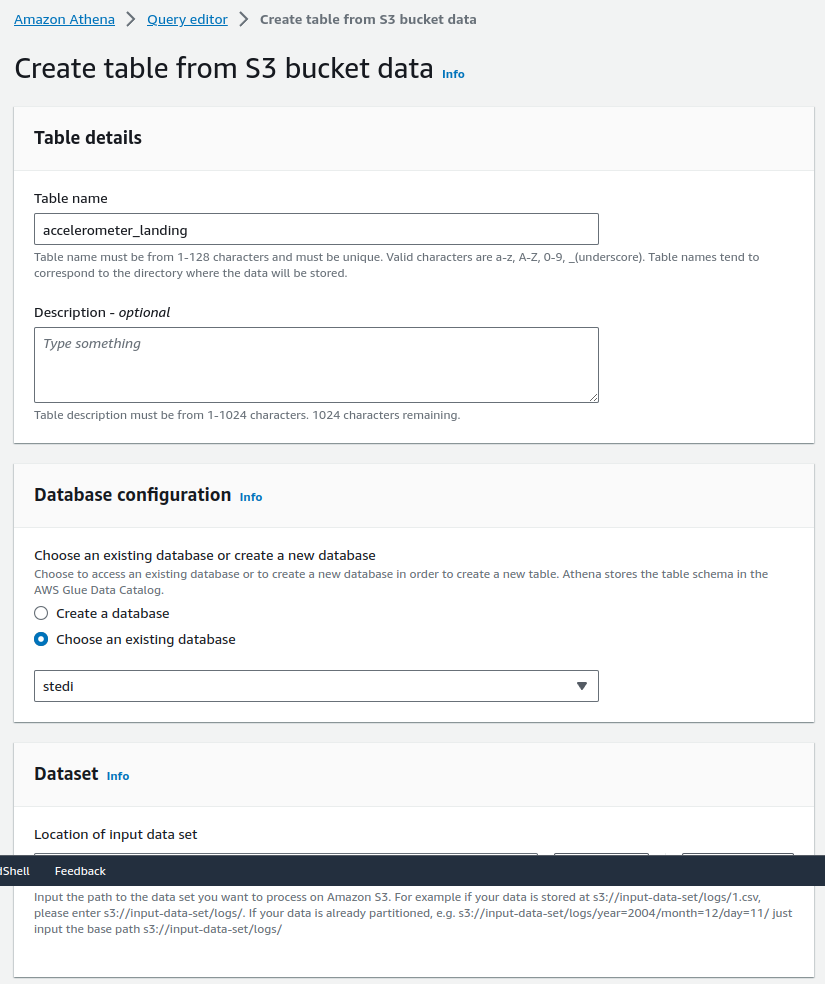 Amazon Athena > Query editor > Create table from S3 bucket data
Create table from S3 bucket data Info
Table details
Table name
accelerometer_landing
Table name must be from 1-128 characters and must be unique. Valid characters are a-z, A-Z, 0-9, _(underscore). Table names tend to
correspond to the directory where the data will be stored.
Description - optional
Type something
Table description must be from 1-1024 characters. 1024 characters remaining.
Database configuration Info
Choose an existing database or create a new database
Choose to access an existing database or to create a new database in order to create a new table. Athena stores the table schema in the
AWS Glue Data Catalog.
Create a database
Choose an existing database
stedi
Dataset Info
Location of input data set
dShell Feedback
Input the path to the data set you want to process on Amazon S3. For example if your data is stored at s3://input-data-set/logs/1.csv,
please enter s3://input-data-set/logs/. If your data is already partitioned, e.g. s3://input-data-set/logs/year=2004/month=12/day=11/ just
input the base path s3://input-data-set/logs/